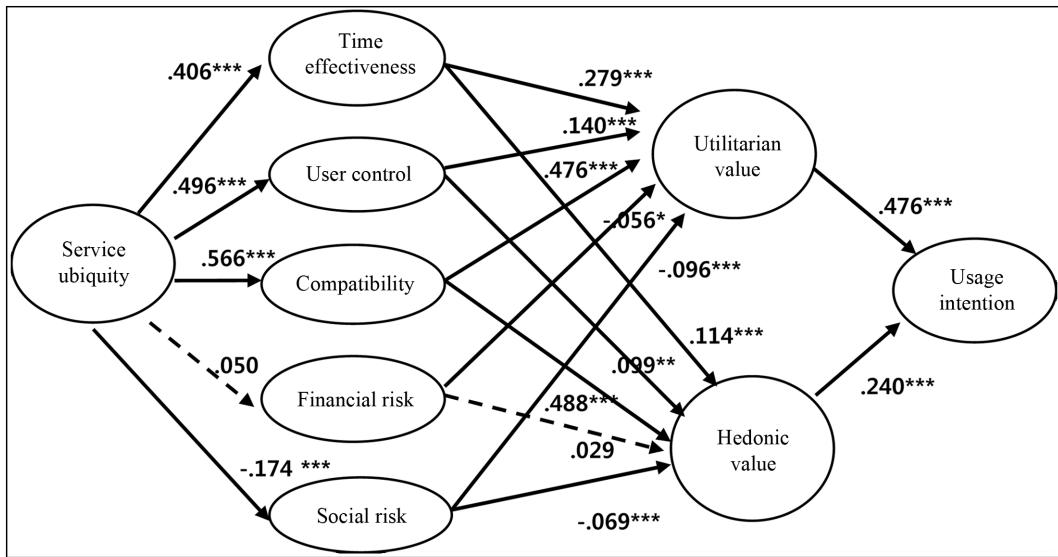 Time
effectiveness
.406***
.279***
.140***
User control
.476***
Utilitarian
value
.496***
-.056*
.476***
Service
ubiquity
.566***
Compatibility
-.096***
Usage
intention
.050
.114***
.099**
Financial risk
.488***
.240***
.029
Hedonic
value
-.174 ***
Social risk
-.069***